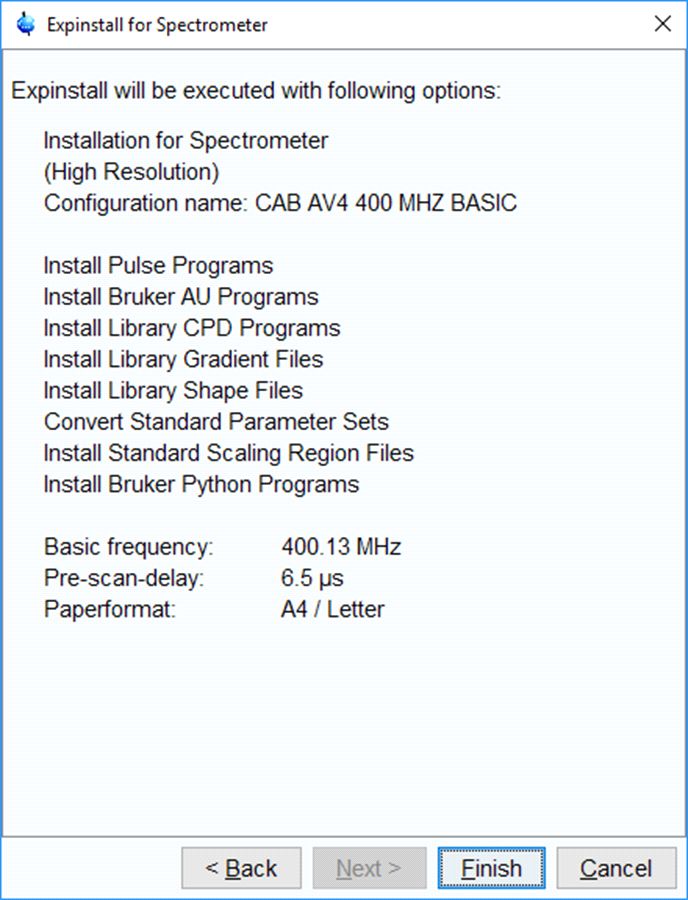 Expinstall for Spectrometer
Expinstall will be executed with following options:
Installation for Spectrometer
(High Resolution)
Configuration name: CAB AV4 400 MHZ BASIC
Install Pulse Programs
Install Bruker AU Programs
Install Library CPD Programs
Install Library Gradient Files
Install Library Shape Files
Convert Standard Parameter Sets
Install Standard Scaling Region Files
Install Bruker Python Programs
Basic frequency: 400.13 MHz
Pre-scan-delay: 6.5 µs
Paperformat: A4 / Letter
< Back Next > Finish Cancel